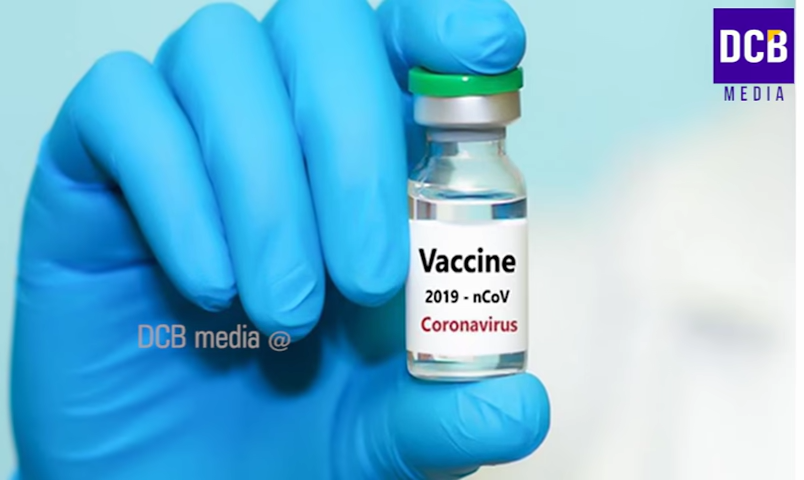 DCB
MEDIA
Vaccine
2019 - nCoV
Coronavirus
DCB media @